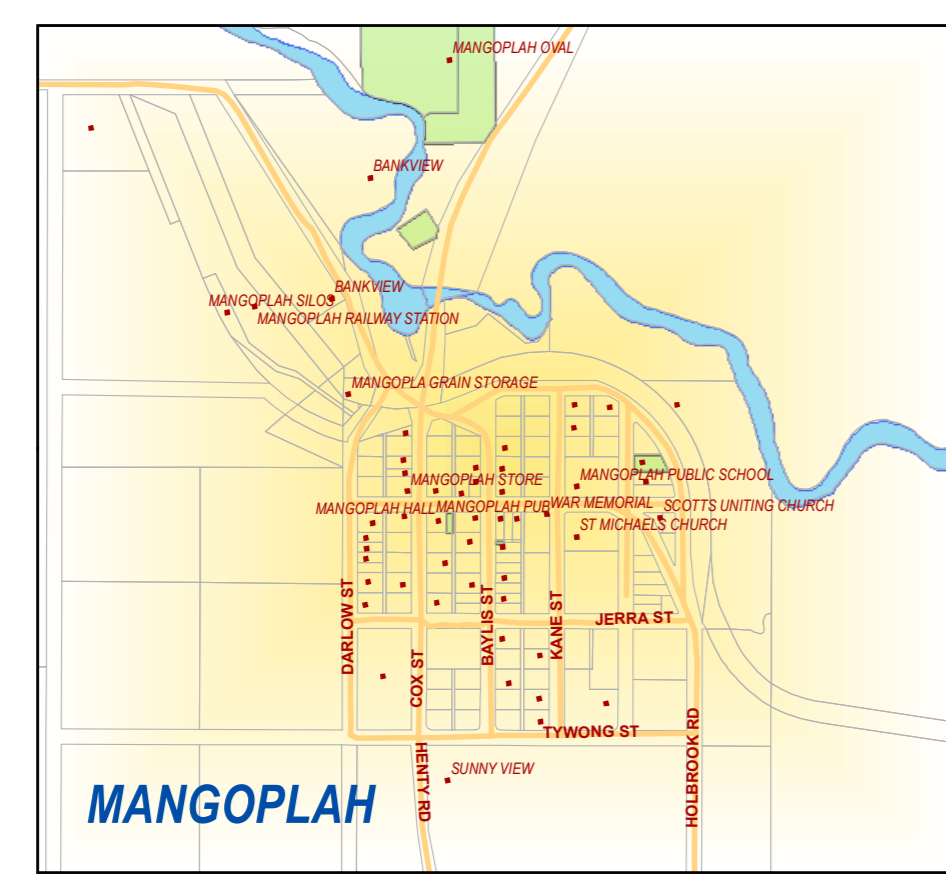 MANGOPLAH OVAL
BANKVIEW
BANKVIEW
MANGOPLAH SILOS
MANGOPLAH RAILWAY STATION
MANGOPLA GRAIN STORAGE
MANGOPLAH STORE
MANGOPLAH PUBLIC SCHOOL
MANGOPLAH HALL
MANGOPLAH PUB
WAR MEMORIAL
SCOTTS UNITING CHURCH
ST MICHAELS CHURCH
DARLOW ST
COX ST
BAYLIS ST
KANE ST
JERRA ST
TYWONG ST
HENTY RD
HOLBROOK RD
SUNNY VIEW
MANGOPLAH